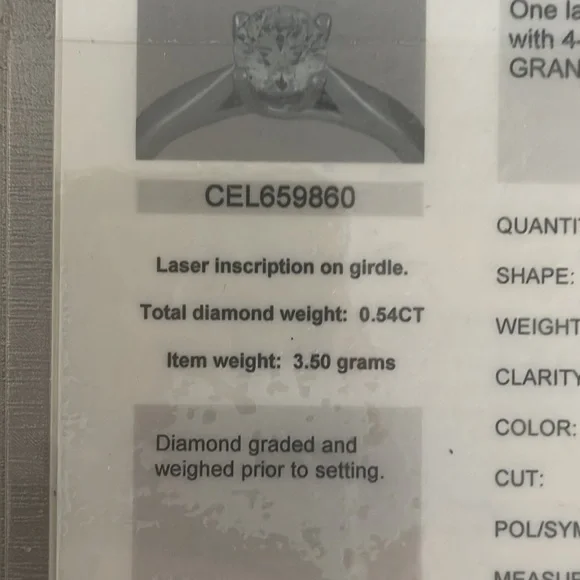 One la
with 4-
GRAN
CEL659860
Laser inscription on girdle.
Total diamond weight: 0.54CT
Item weight: 3.50 grams
Diamond graded and
weighed prior to setting.
QUANTI
SHAPE:
WEIGHT
CLARITY
COLOR:
CUT:
POL/SYM
MEASUR